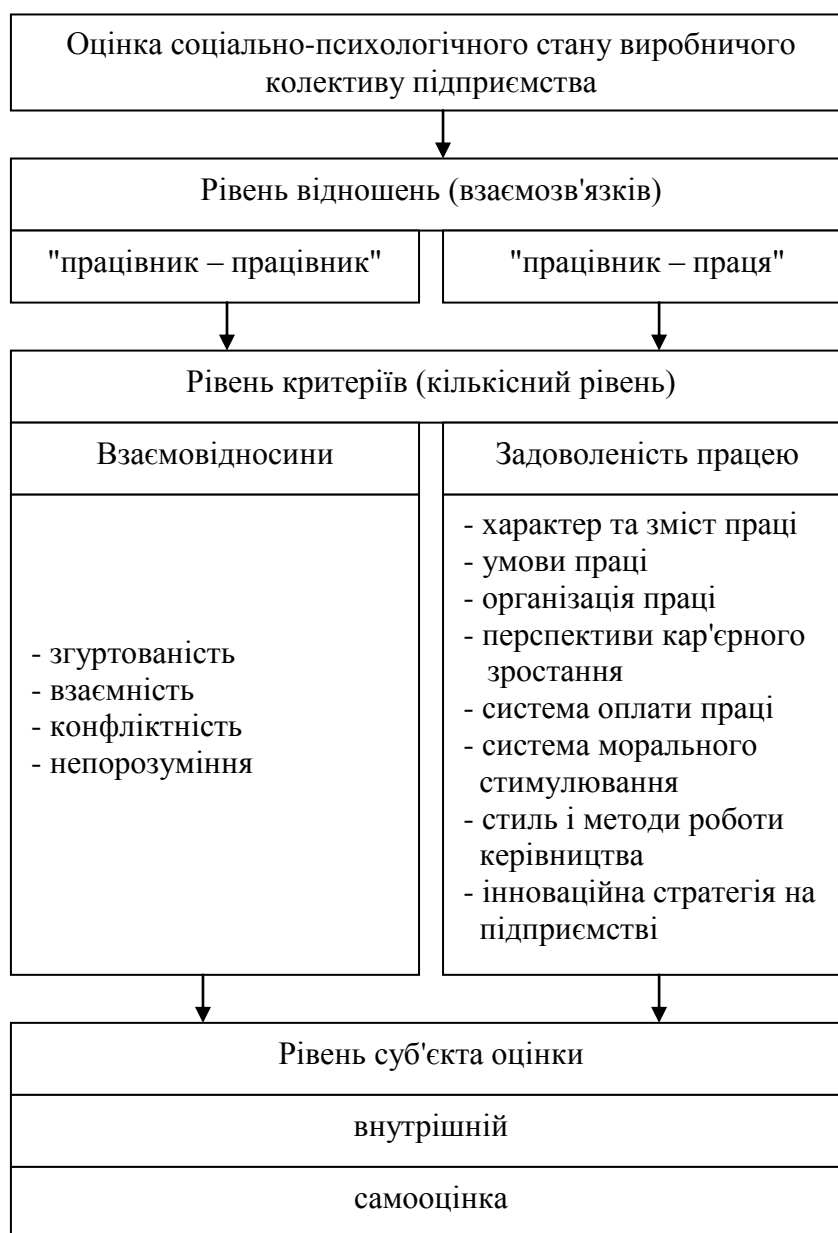 Оцінка соціально-психологічного стану виробничого
колективу підприємства
Рівень відношень (взаємозв'язків)
"працівник – працівник"
"працівник – праця"
Рівень критеріїв (кількісний рівень)
Взаємовідносини
Задоволеність працею
- згуртованість
- взаємність
- конфліктність
- непорозуміння
- характер та зміст праці
- умови праці
- організація праці
- перспективи кар'єрного
зростання
- система оплати праці
- система морального
стимулювання
- стиль і методи роботи
керівництва
- інноваційна стратегія на
підприємстві
Рівень суб'єкта оцінки
внутрішній
самооцінка